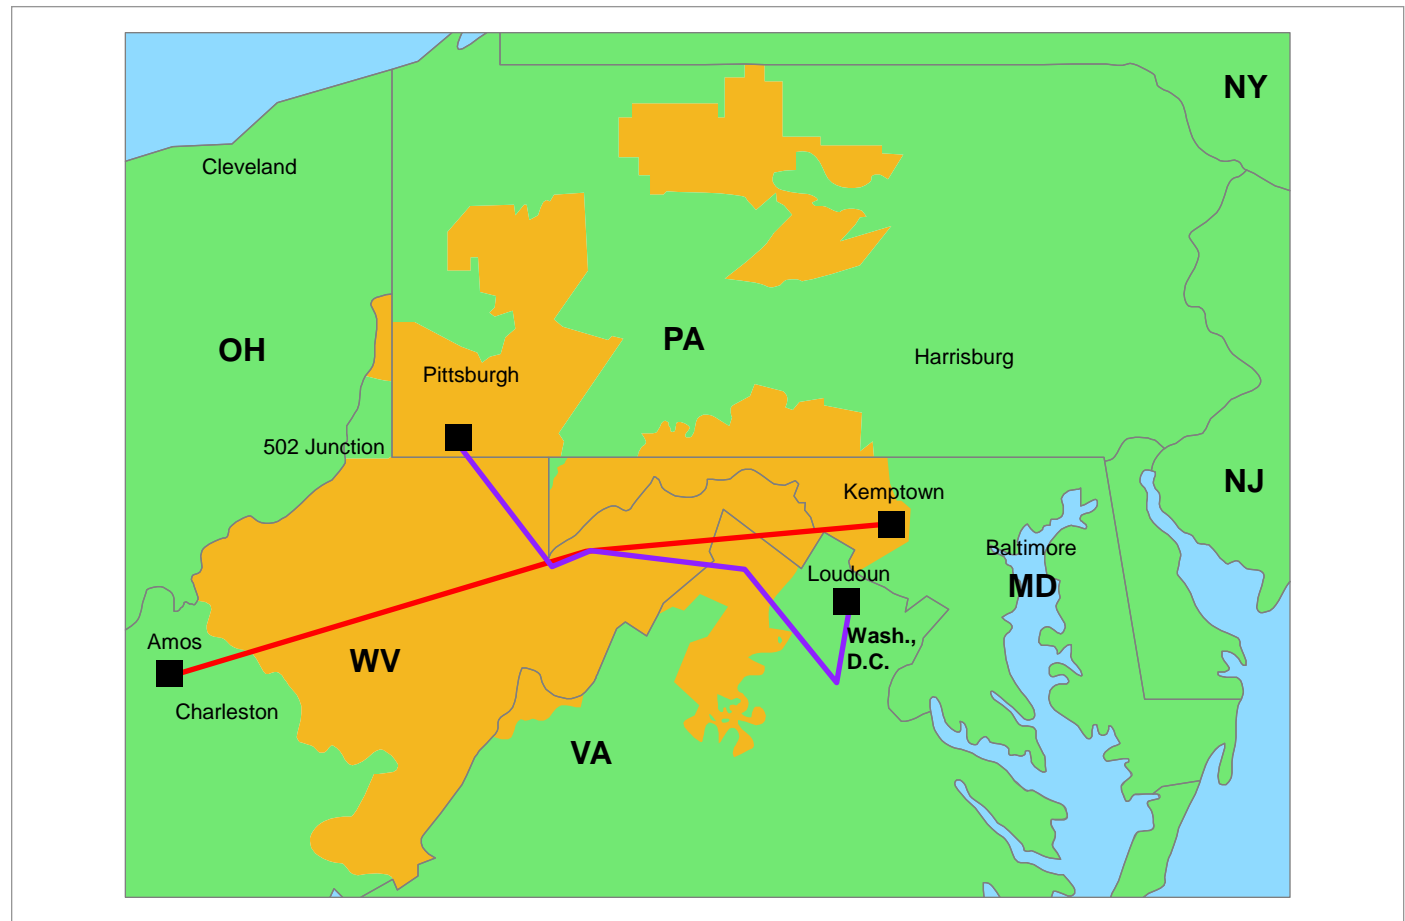 NY
Cleveland
PA
OH
Harrisburg
Pittsburgh
502 Junction
NJ
Kemptown
Baltimore
Loudoun
MD
Wash.,
D.C.
Amos
WV
Charleston
VA